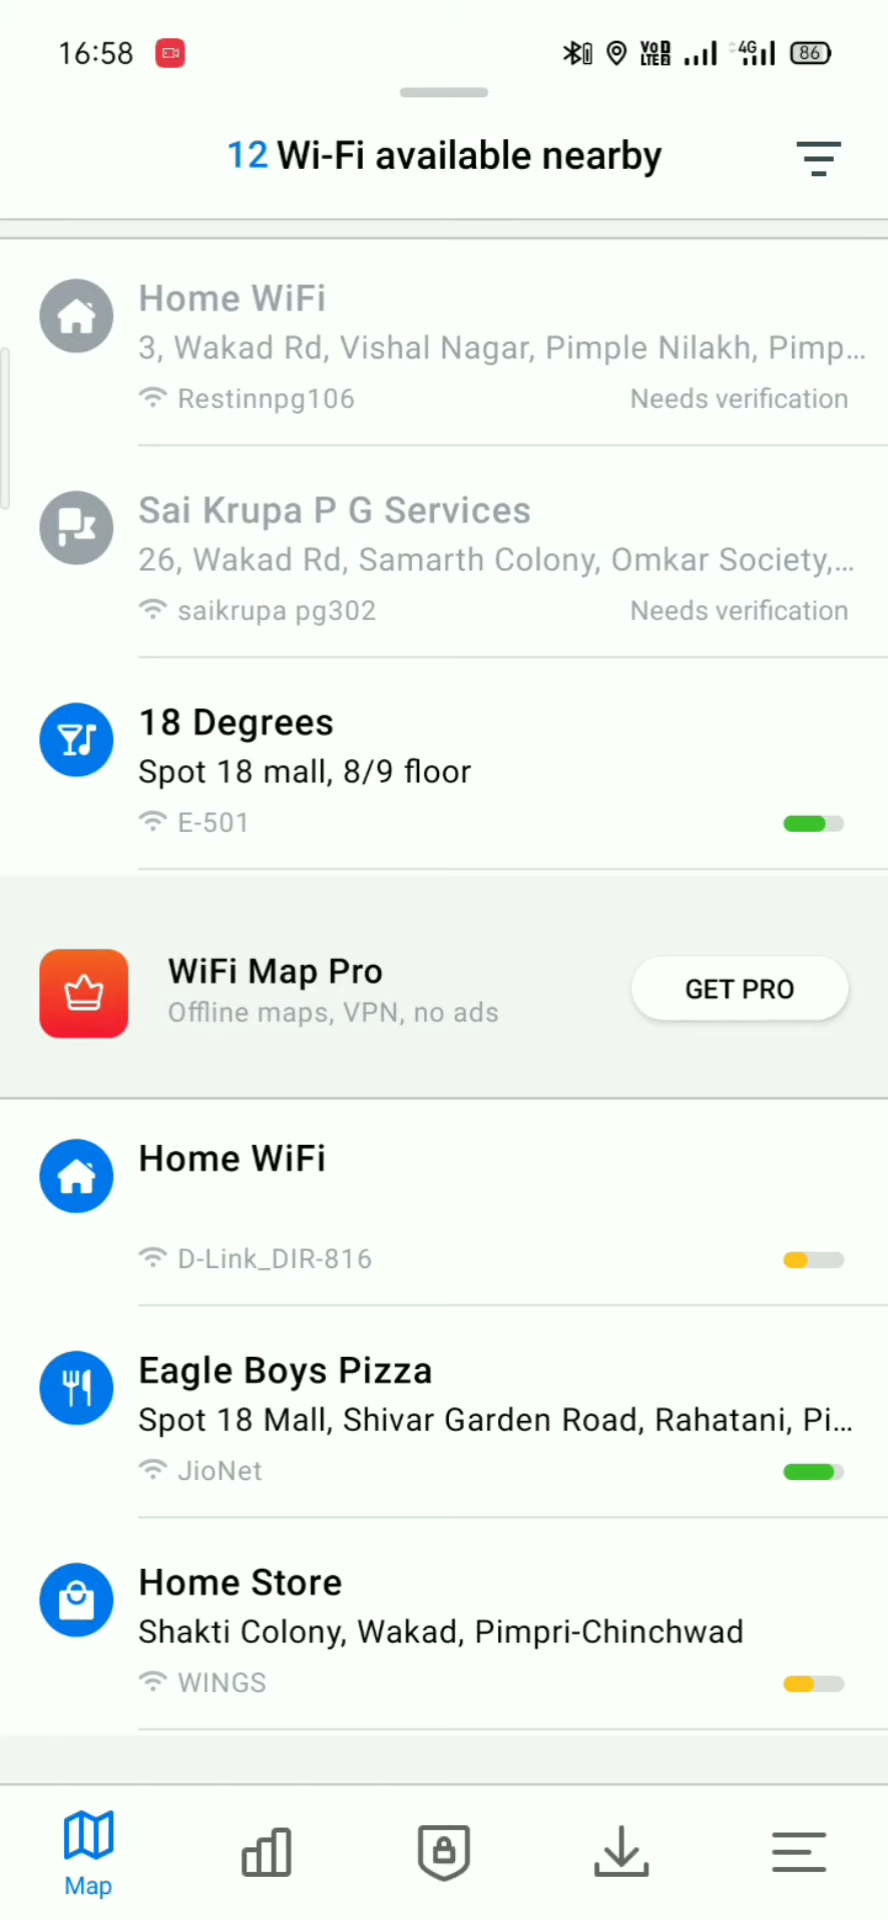 16:58
VoD LTE2 4G 86
12 Wi-Fi available nearby
Home WiFi
3, Wakad Rd, Vishal Nagar, Pimple Nilakh, Pimp...
Restinnpg106 Needs verification
Sai Krupa P G Services
26, Wakad Rd, Samarth Colony, Omkar Society,...
saikrupa pg302 Needs verification
18 Degrees
Spot 18 mall, 8/9 floor
E-501
WiFi Map Pro
Offline maps, VPN, no ads
GET PRO
Home WiFi
D-Link_DIR-816
Eagle Boys Pizza
Spot 18 Mall, Shivar Garden Road, Rahatani, Pi...
JioNet
Home Store
Shakti Colony, Wakad, Pimpri-Chinchwad
WINGS
Map